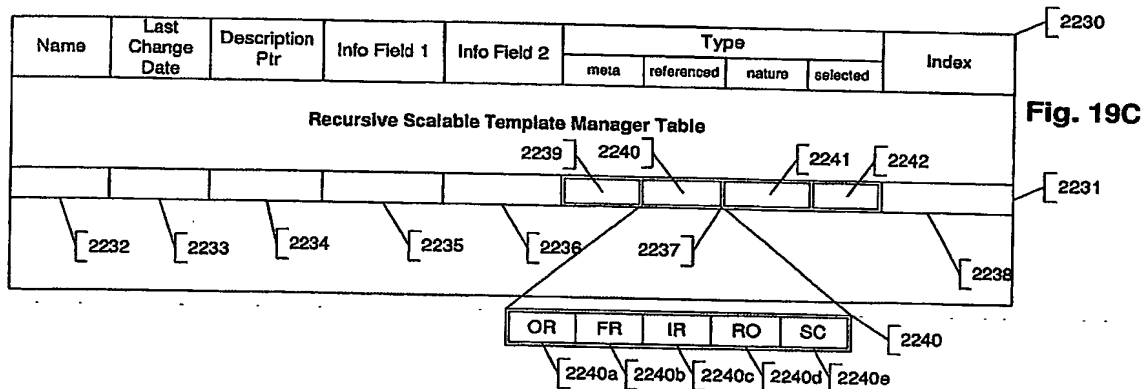 Name
Last Change Date
Description Ptr
Info Field 1
Info Field 2
Type
meta
referenced
nature
selected
Index
2230
Fig. 19C
Recursive Scalable Template Manager Table
2239
2240
2241
2242
2231
2232
2233
2234
2235
2236
2237
2238
OR
FR
IR
RO
SC
2240
2240a
2240b
2240c
2240d
2240e